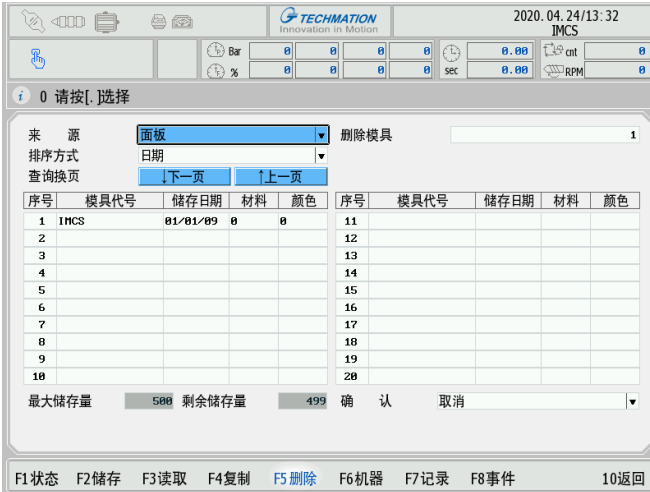 TECHMATION
Innovation in Motion
2020.04.24/13:32
IMCS
Bar 0 0 0 0 0.00 cnt 0
% 0 0 0 0 sec 0.00 RPM 0
i 0 请按[.]选择
来 源 面板 删除模具 1
排序方式 日期
查询换页 ↓下一页 ↑上一页
序号 模具代号 储存日期 材料 颜色 序号 模具代号 储存日期 材料 颜色
1 IMCS 01/01/09 0 0 11
2 12
3 13
4 14
5 15
6 16
7 17
8 18
9 19
10 20
最大储存量 500 剩余储存量 499 确 认 取消
F1状态 F2储存 F3读取 F4复制 F5删除 F6机器 F7记录 F8事件 10返回